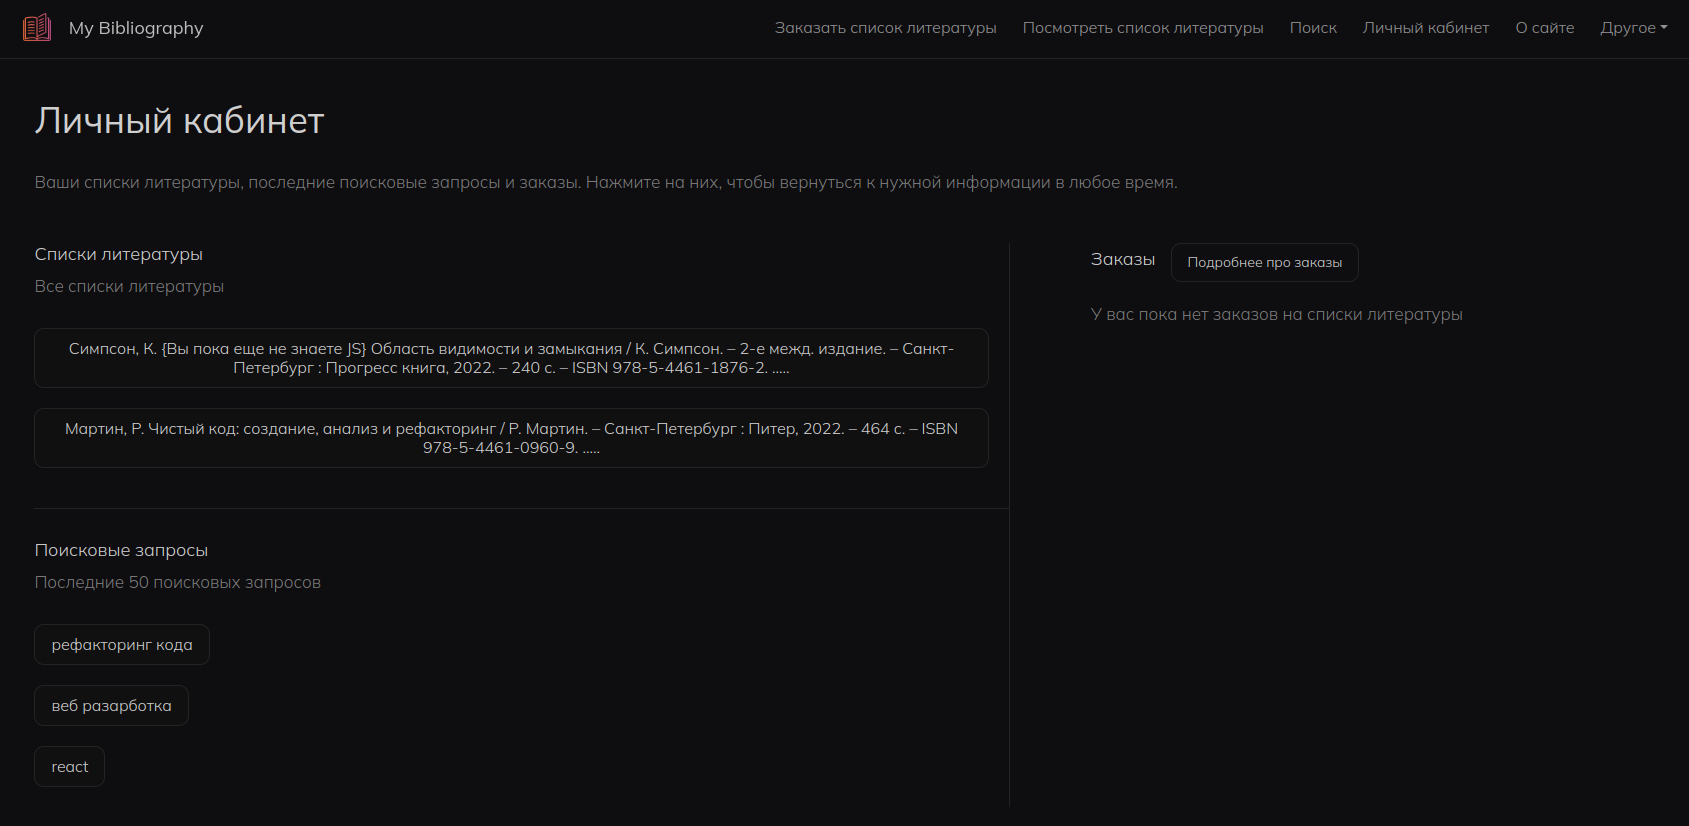 My Bibliography
Заказать список литературы
Посмотреть список литературы
Поиск
Личный кабинет
О сайте
Другое
Личный кабинет
Ваши списки литературы, последние поисковые запросы и заказы. Нажмите на них, чтобы вернуться к нужной информации в любое время.
Списки литературы
Все списки литературы
Симпсон, К. {Вы пока еще не знаете JS} Область видимости и замыкания / К. Симпсон. – 2-е межд. издание. – Санкт-
Петербург : Прогресс книга, 2022. – 240 с. – ISBN 978-5-4461-1876-2. .....
Мартин, Р. Чистый код: создание, анализ и рефакторинг / Р. Мартин. – Санкт-Петербург : Питер, 2022. – 464 с. – ISBN
978-5-4461-0960-9. .....
Поисковые запросы
Последние 50 поисковых запросов
рефакторинг кода
веб разарботка
react
Заказы
Подробнее про заказы
У вас пока нет заказов на списки литературы